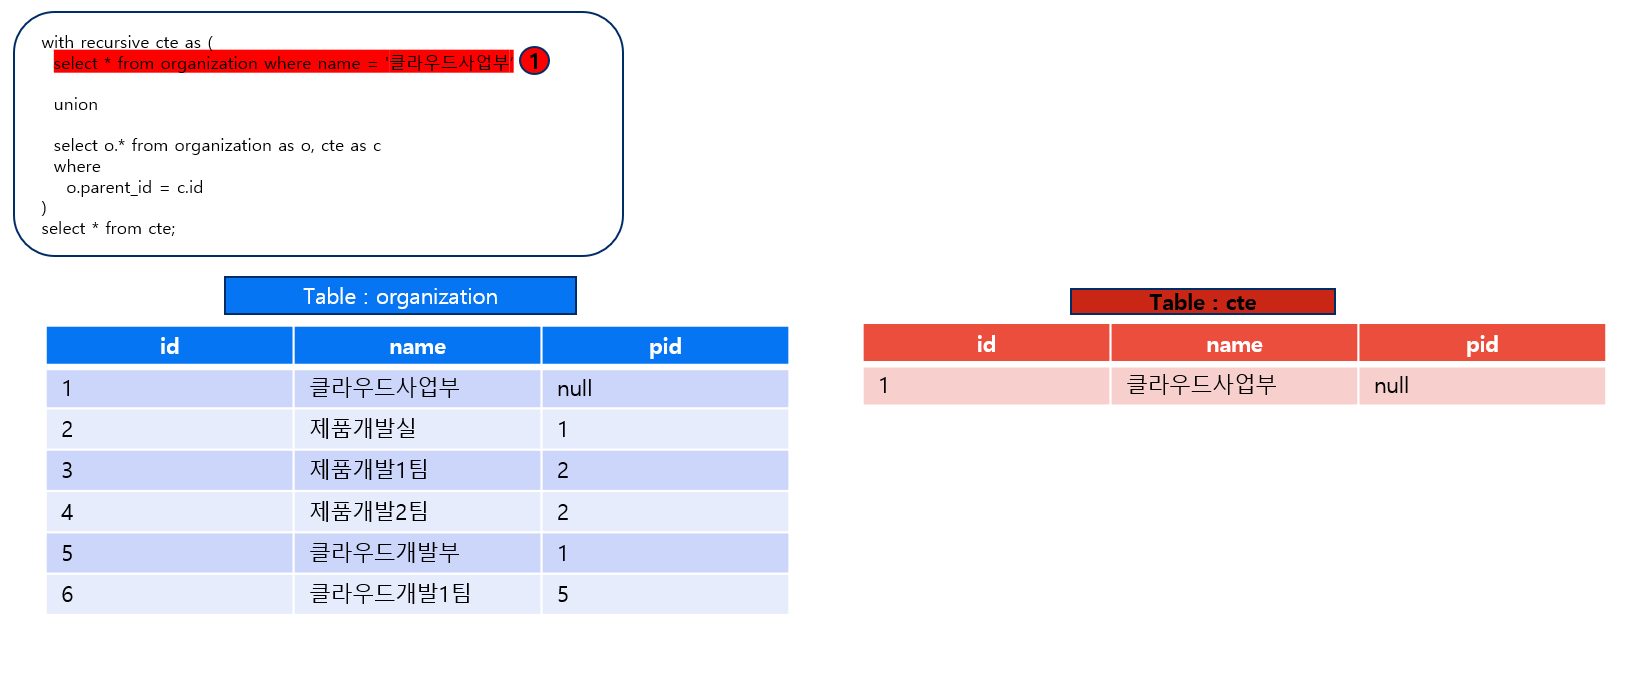 with recursive cte as (
select * from organization where name = '클라우드사업부' 1
union
select o.* from organization as o, cte as c
where
o.parent_id = c.id
)
select * from cte;
Table : organization
id name pid
1 클라우드사업부 null
2 제품개발실 1
3 제품개발1팀 2
4 제품개발2팀 2
5 클라우드개발부 1
6 클라우드개발1팀 5
Table : cte
id name pid
1 클라우드사업부 null